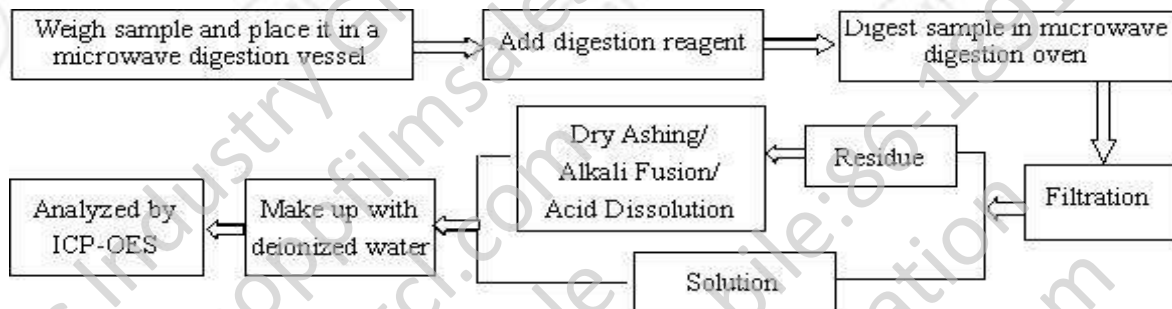 Weigh sample and place it in a
microwave digestion vessel
Add digestion reagent
Digest sample in microwave
digestion oven
Filtration
Residue
Solution
Dry Ashing/
Alkali Fusion/
Acid Dissolution
Make up with
deionized water
Analyzed by
ICP-OES